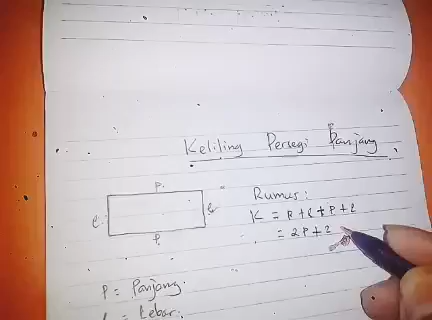 Keliling Persegi Panjang
P.
l. l
P.
Rumus:
K = P + l + P + l
= 2P + 2
P = Panjang.
l = Lebar.